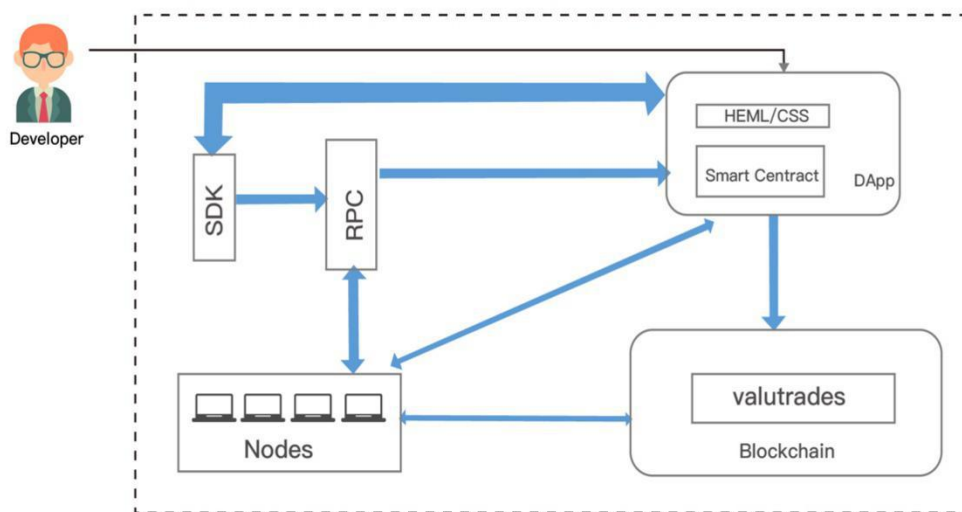 Developer
HEML/CSS
Smart Centract
DApp
SDK
RPC
Nodes
valutrades
Blockchain